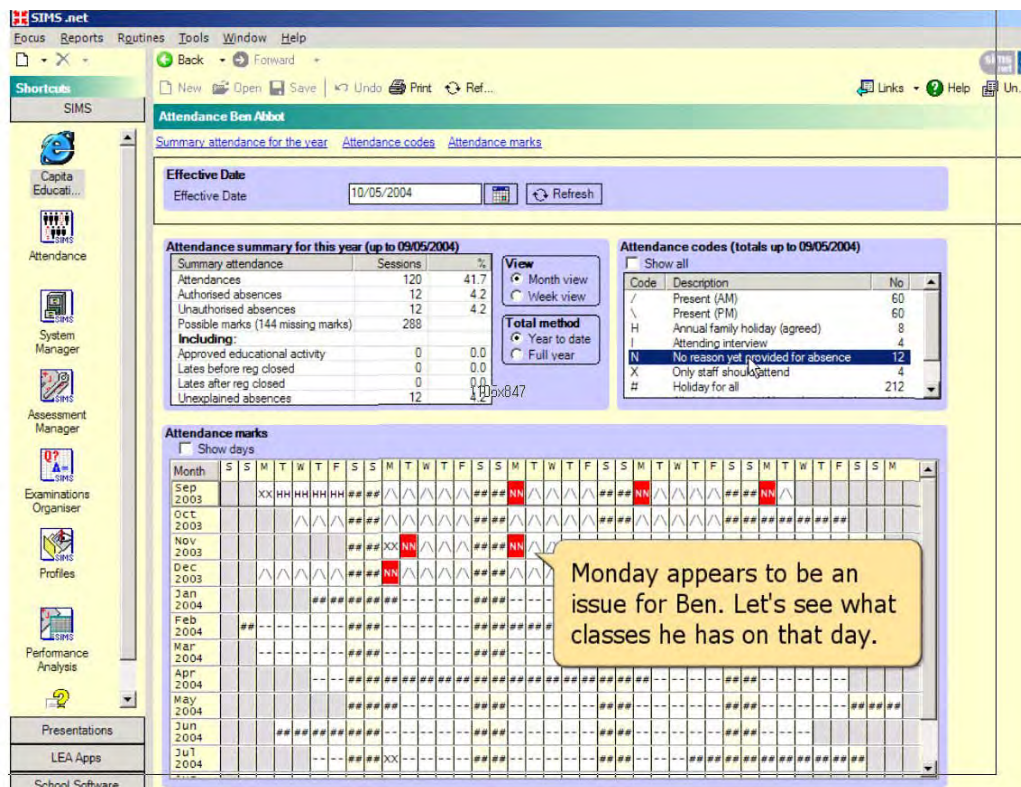 SIMS .net
Focus Reports Routines Tools Window Help
Back Forward
Shortcuts
New Open Save Undo Print Ref... Links Help Un.
SIMS
Attendance Ben Abbot
Summary attendance for the year Attendance codes Attendance marks
Capita
Educati...
Effective Date
Effective Date 10/05/2004 Refresh
SIMS
Attendance
Attendance summary for this year (up to 09/05/2004)
Summary attendance Sessions %
Attendances 120 41.7
Authorised absences 12 4.2
Unauthorised absences 12 4.2
Possible marks (144 missing marks) 288
Including:
Approved educational activity 0 0.0
Lates before reg closed 0 0.0
Lates after reg closed 0 0.0
Unexplained absences 12 4.2
View
Month view
Week view
Total method
Year to date
Full year
1105x847
Attendance codes (totals up to 09/05/2004)
Show all
Code Description No
/ Present (AM) 60
\ Present (PM) 60
H Annual family holiday (agreed) 8
I Attending interview 4
N No reason yet provided for absence 12
X Only staff should attend 4
# Holiday for all 212
SIMS
System
Manager
SIMS
Assessment
Manager
SIMS
Examinations
Organiser
SIMS
Profiles
SIMS
Performance
Analysis
Presentations
LEA Apps
School Software
Attendance marks
Show days
Month S S M T W T F S S M T W T F S S M T W T F S S M T W T F S S M T W T F S S M
Sep
2003
Oct
2003
Nov
2003
Dec
2003
Jan
2004
Feb
2004
Mar
2004
Apr
2004
May
2004
Jun
2004
Jul
2004
Monday appears to be an
issue for Ben. Let's see what
classes he has on that day.